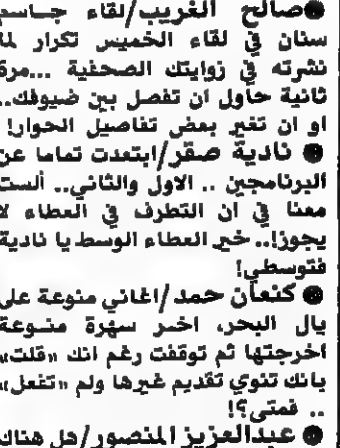 ● صالح الغريب/لقاء جاسم
سنان في لقاء الخميس تكرار لما
نشرته في زوايتك الصحفية ...مرة
ثانية حاول ان تفصل بين ضيوفك..
او ان تغير بعض تفاصيل الحوار!
● نادية صقر/ابتعدت تماما عن
البرنامجين .. الاول والثاني.. ألست
معنا في ان التطرف في العطاء لا
يجوز!.. خير العطاء الوسط يا نادية
فتوسطي!
● كنعان حمد/اغاني منوعة على
يال البحر، اخر سهرة منوعة
اخرجتها ثم توقفت رغم انك «قلت»
بانك تنوي تقديم غيرها ولم «تفعل»
.. فمتى؟!
● عبدالعزيز المنصور/هل هناك